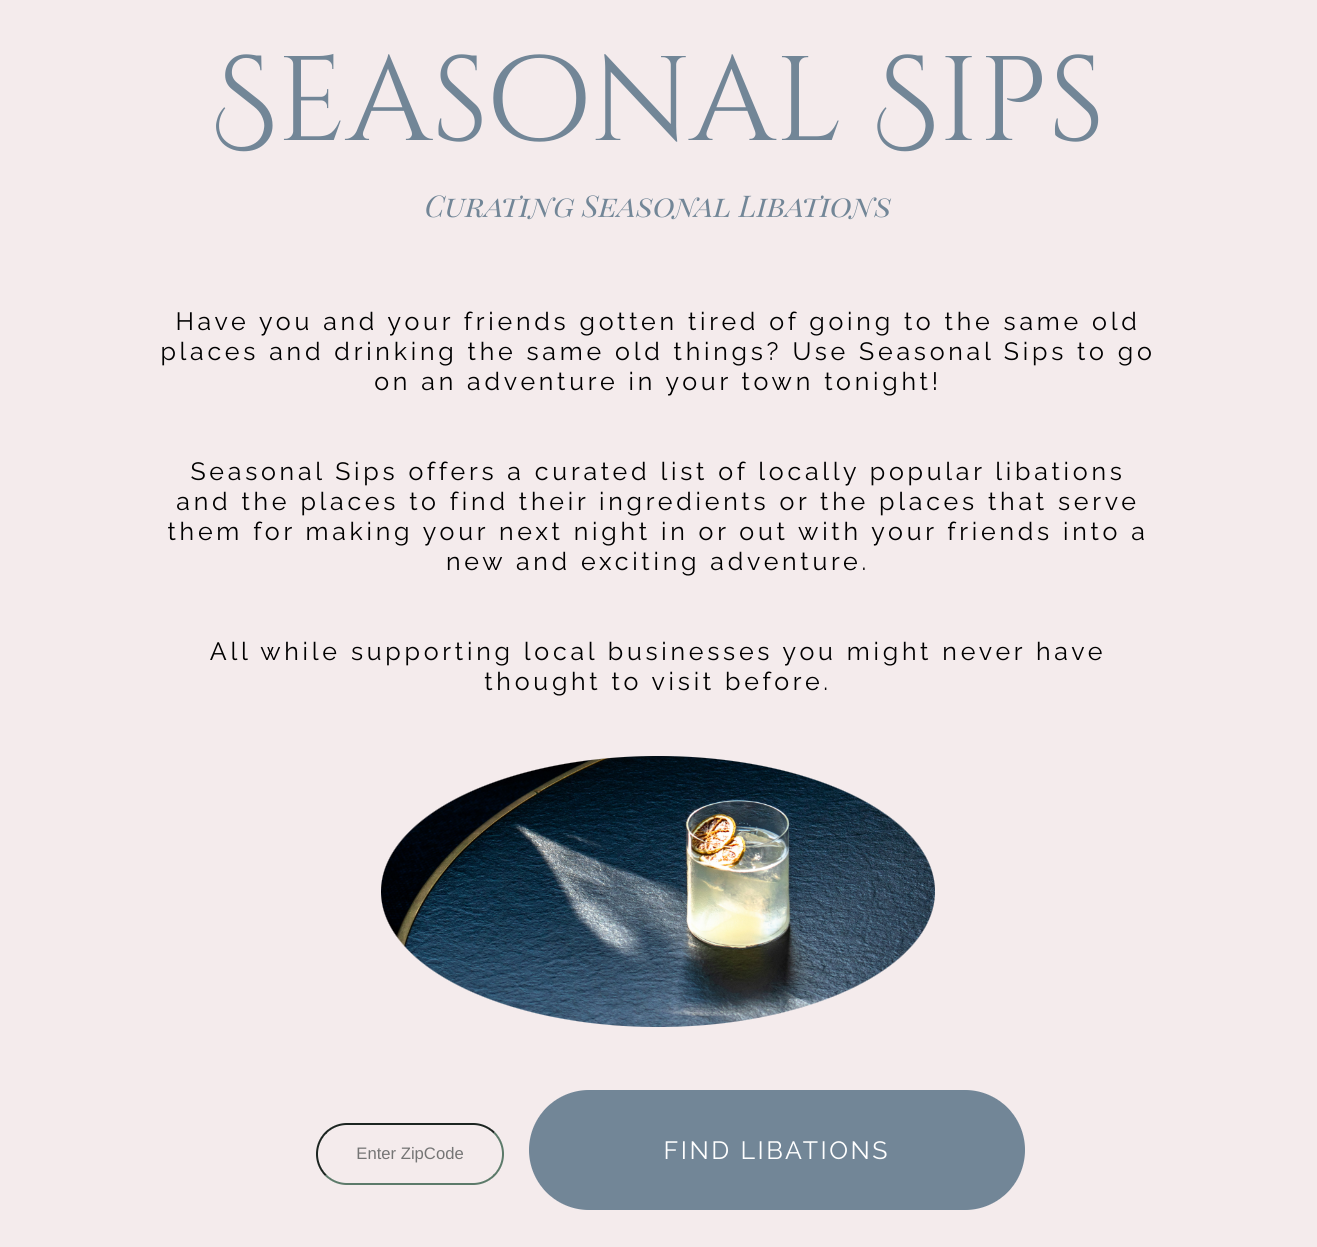 Seasonal Sips
Curating Seasonal Libations
Have you and your friends gotten tired of going to the same old
places and drinking the same old things? Use Seasonal Sips to go
on an adventure in your town tonight!
Seasonal Sips offers a curated list of locally popular libations
and the places to find their ingredients or the places that serve
them for making your next night in or out with your friends into a
new and exciting adventure.
All while supporting local businesses you might never have
thought to visit before.
Enter ZipCode
FIND LIBATIONS